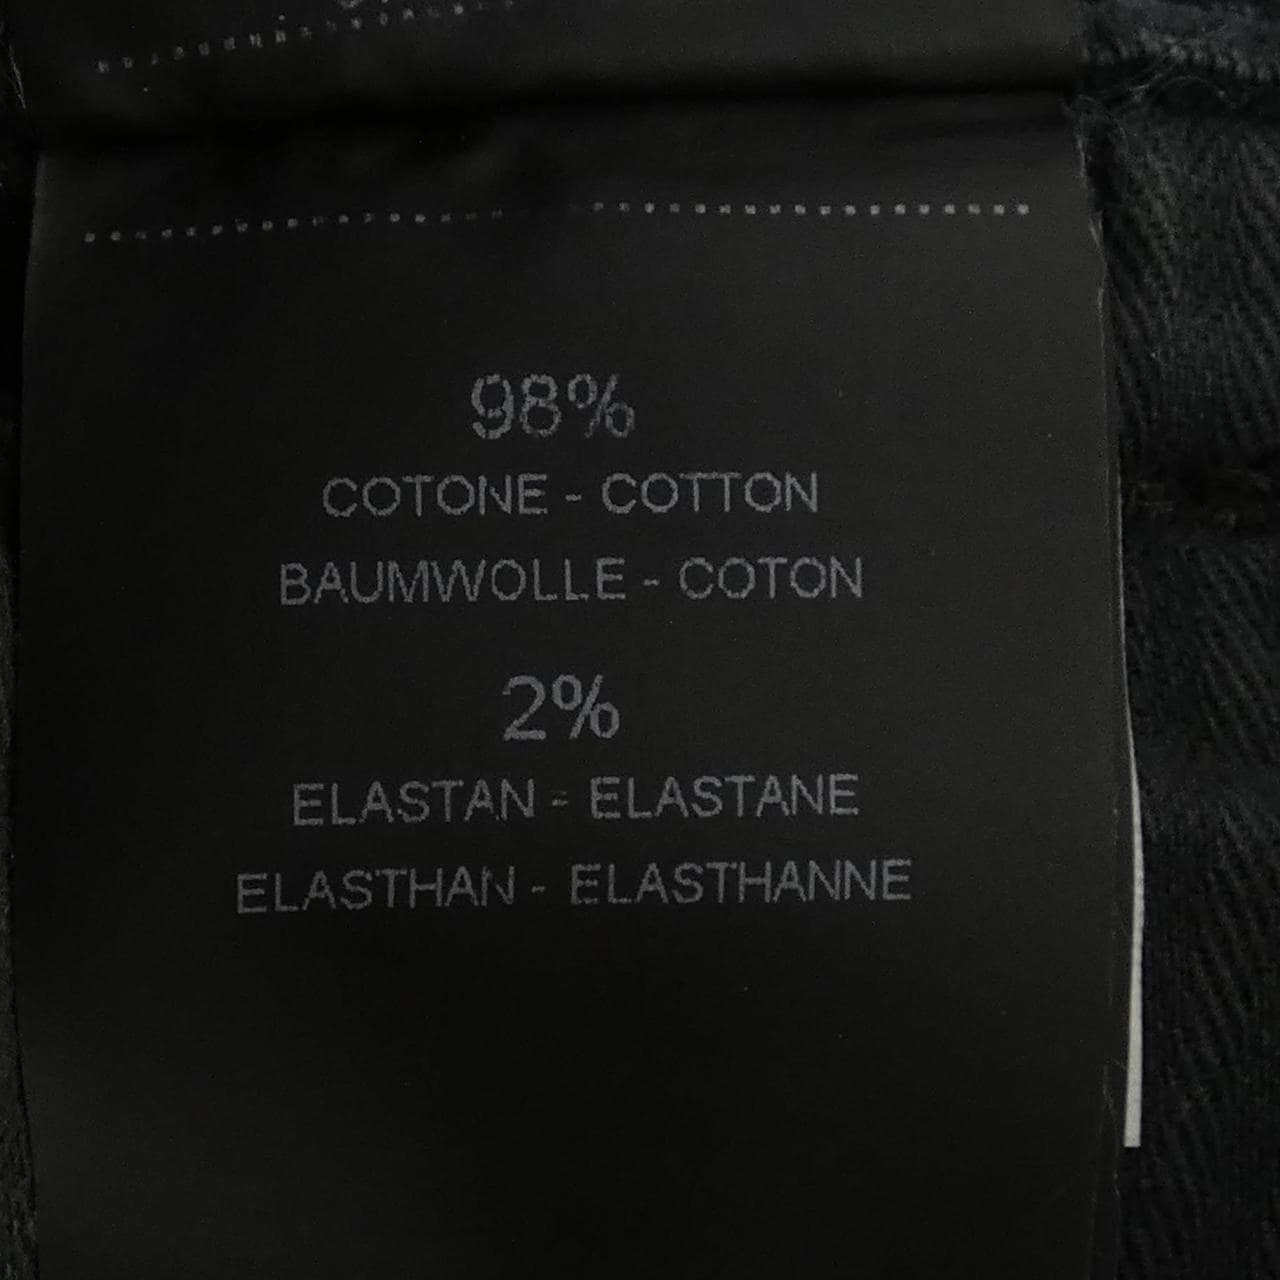 98%
COTONE - COTTON
BAUMWOLLE - COTON
2%
ELASTAN - ELASTANE
ELASTHAN - ELASTHANNE